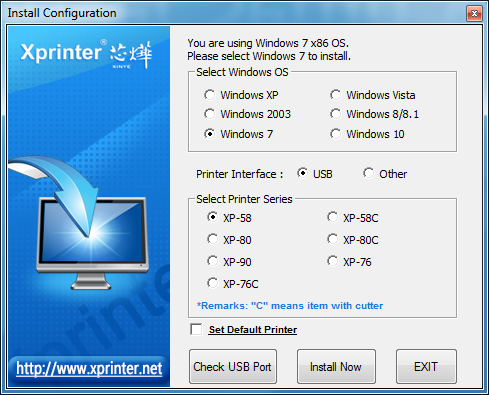 Install Configuration
Xprinter® 芯烨
XINYE
http://www.xprinter.net
You are using Windows 7 x86 OS.
Please select Windows 7 to install.
Select Windows OS
Windows XP Windows Vista
Windows 2003 Windows 8/8.1
Windows 7 Windows 10
Printer Interface : USB Other
Select Printer Series
XP-58 XP-58C
XP-80 XP-80C
XP-90 XP-76
XP-76C
*Remarks: "C" means item with cutter
Set Default Printer
Check USB Port Install Now EXIT